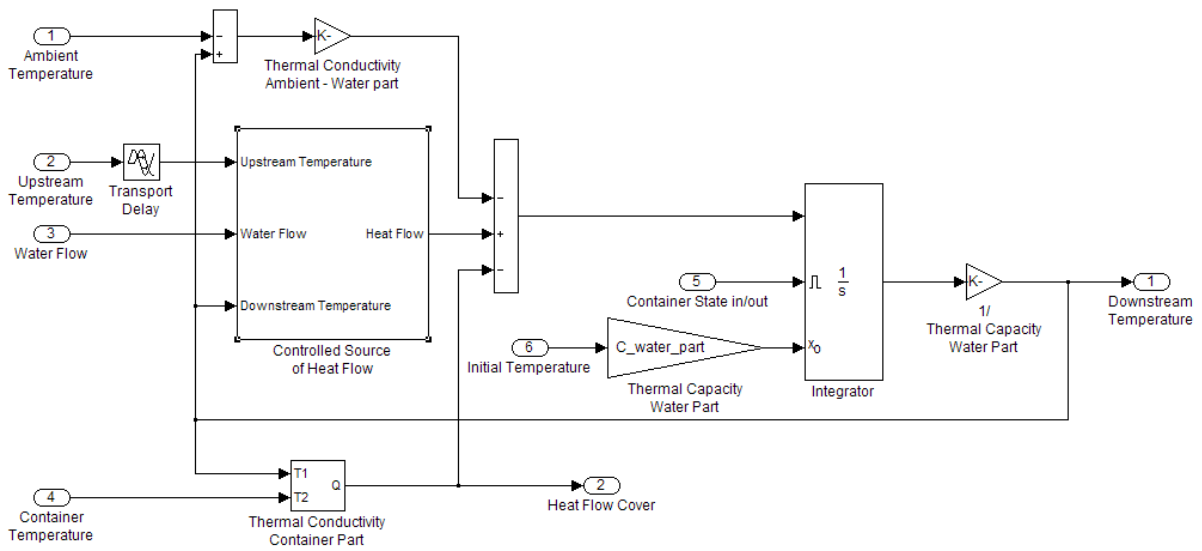 1
Ambient
Temperature
−
+
K-
Thermal Conductivity
Ambient - Water part
2
Upstream
Temperature
Transport
Delay
3
Water Flow
Upstream Temperature
Water Flow
Heat Flow
Downstream Temperature
Controlled Source
of Heat Flow
−
+
−
5
Container State in/out
6
Initial Temperature
C_water_part
Thermal Capacity
Water Part
1
s
xo
Integrator
K-
1/
Thermal Capacity
Water Part
1
Downstream
Temperature
4
Container
Temperature
T1
T2
Q
Thermal Conductivity
Container Part
2
Heat Flow Cover